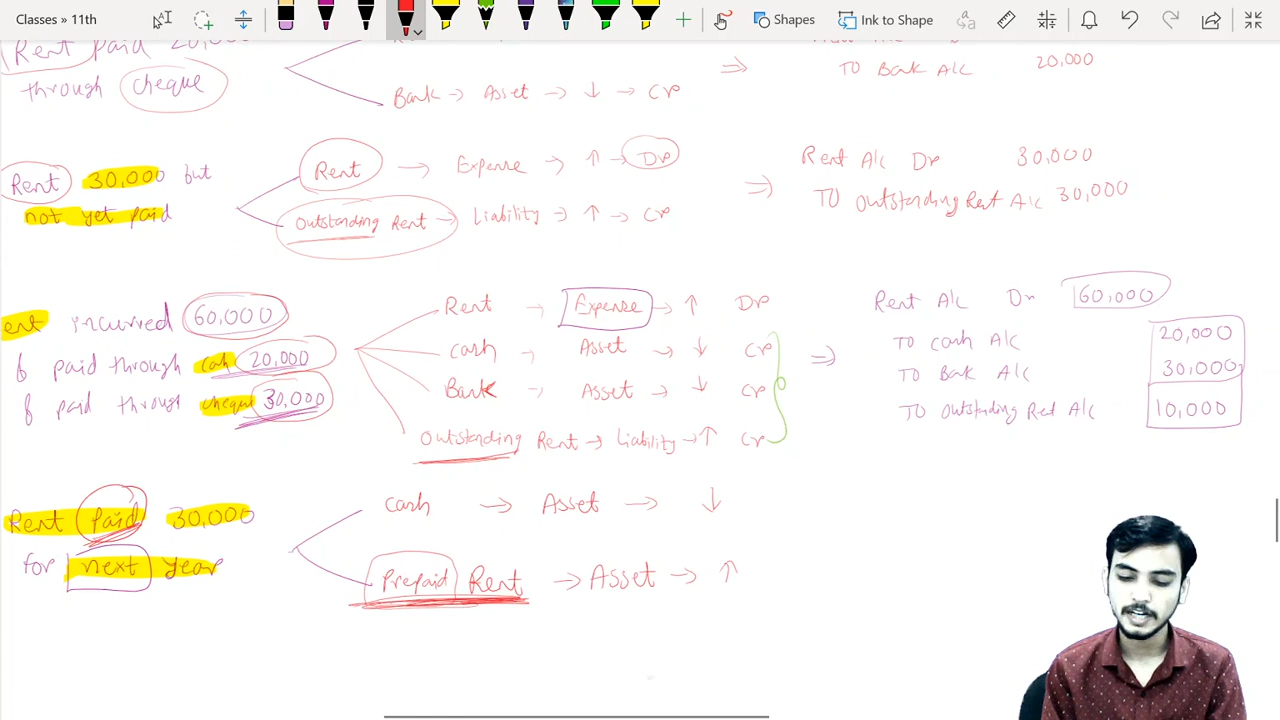 Classes » 11th
Shapes
Ink to Shape
Rent Paid 20,000
through cheque
Bank → Asset → ↓ → Cr
⇒
To Bank A/c 20,000
Rent 30,000 but
not yet paid
Rent → Expense → ↑ → Dr
Outstanding Rent → Liability → ↑ → Cr
⇒
Rent A/c Dr 30,000
To Outstanding Rent A/c 30,000
ent incurred 60,000
& paid through cash 20,000
& paid through cheque 30,000
Rent → Expense → ↑ Dr
Cash → Asset → ↓ Cr
Bank → Asset → ↓ Cr
Outstanding Rent → Liability → ↑ Cr
⇒
Rent A/c Dr 60,000
To Cash A/c 20,000
To Bank A/c 30,000
To Outstanding Rent A/c 10,000
Rent Paid 30,000
for next year
Cash → Asset → ↓
Prepaid Rent → Asset → ↑